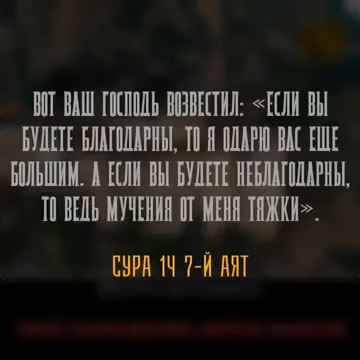 ВОТ ВАШ ГОСПОДЬ ВОЗВЕСТИЛ: «ЕСЛИ ВЫ
БУДЕТЕ БЛАГОДАРНЫ, ТО Я ОДАРЮ ВАС ЕЩЕ
БОЛЬШИМ. А ЕСЛИ ВЫ БУДЕТЕ НЕБЛАГОДАРНЫ,
ТО ВЕДЬ МУЧЕНИЯ ОТ МЕНЯ ТЯЖКИ».
СУРА 14 7-Й АЯТ